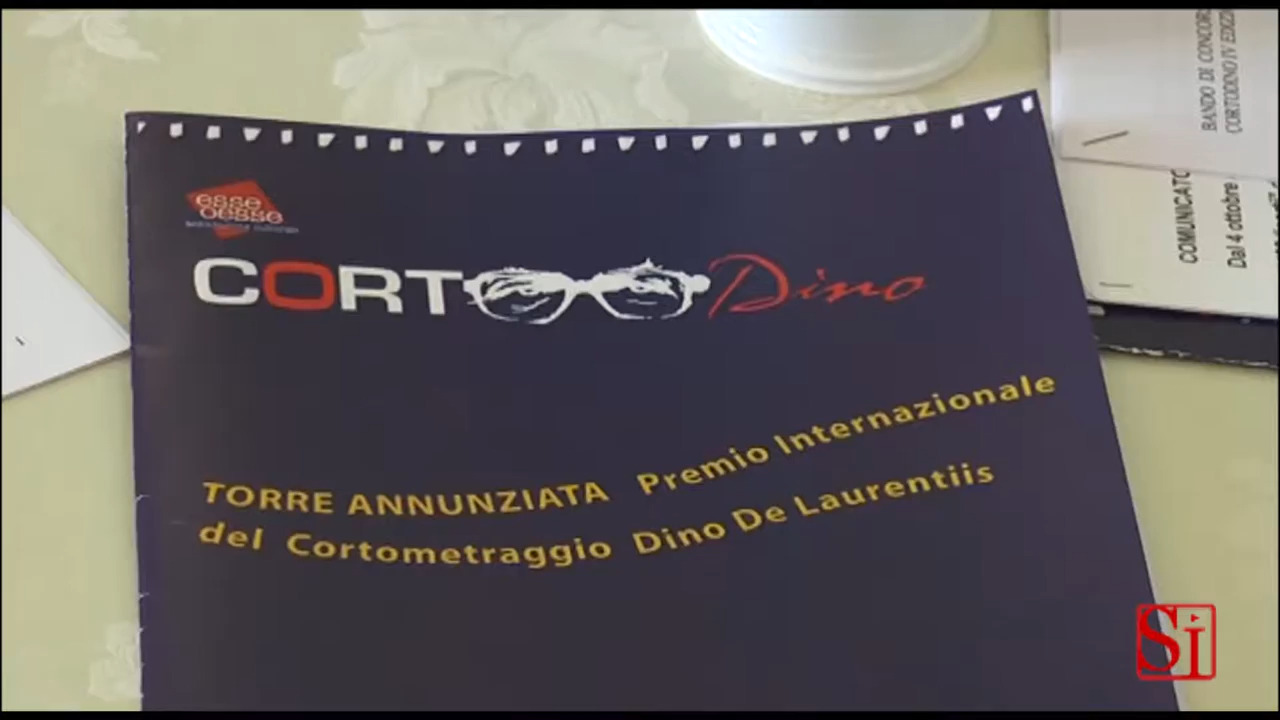 esse
oesse
CORTO Dino
TORRE ANNUNZIATA Premio Internazionale
del Cortometraggio Dino De Laurentiis
BANDO DI CONCOR
CORTODINO IV EDIZI
COMUNICATO
Dal 4 ottobre
Si